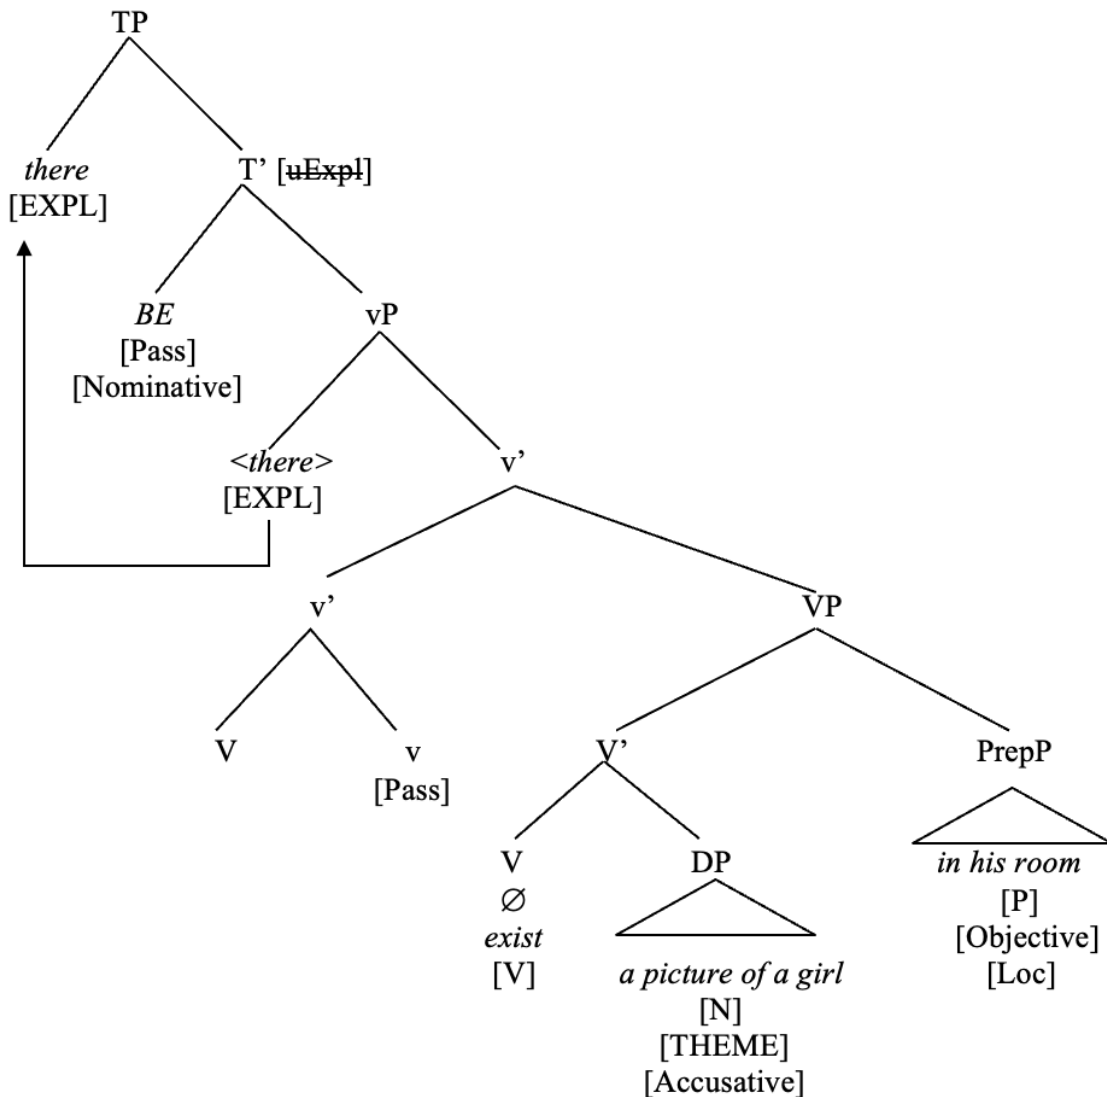 TP
there
[EXPL]
T’ [uExpl]
BE
[Pass]
[Nominative]
vP
<there>
[EXPL]
v’
v’
VP
V
v
[Pass]
V’
PrepP
V
∅
exist
[V]
DP
a picture of a girl
[N]
[THEME]
[Accusative]
in his room
[P]
[Objective]
[Loc]